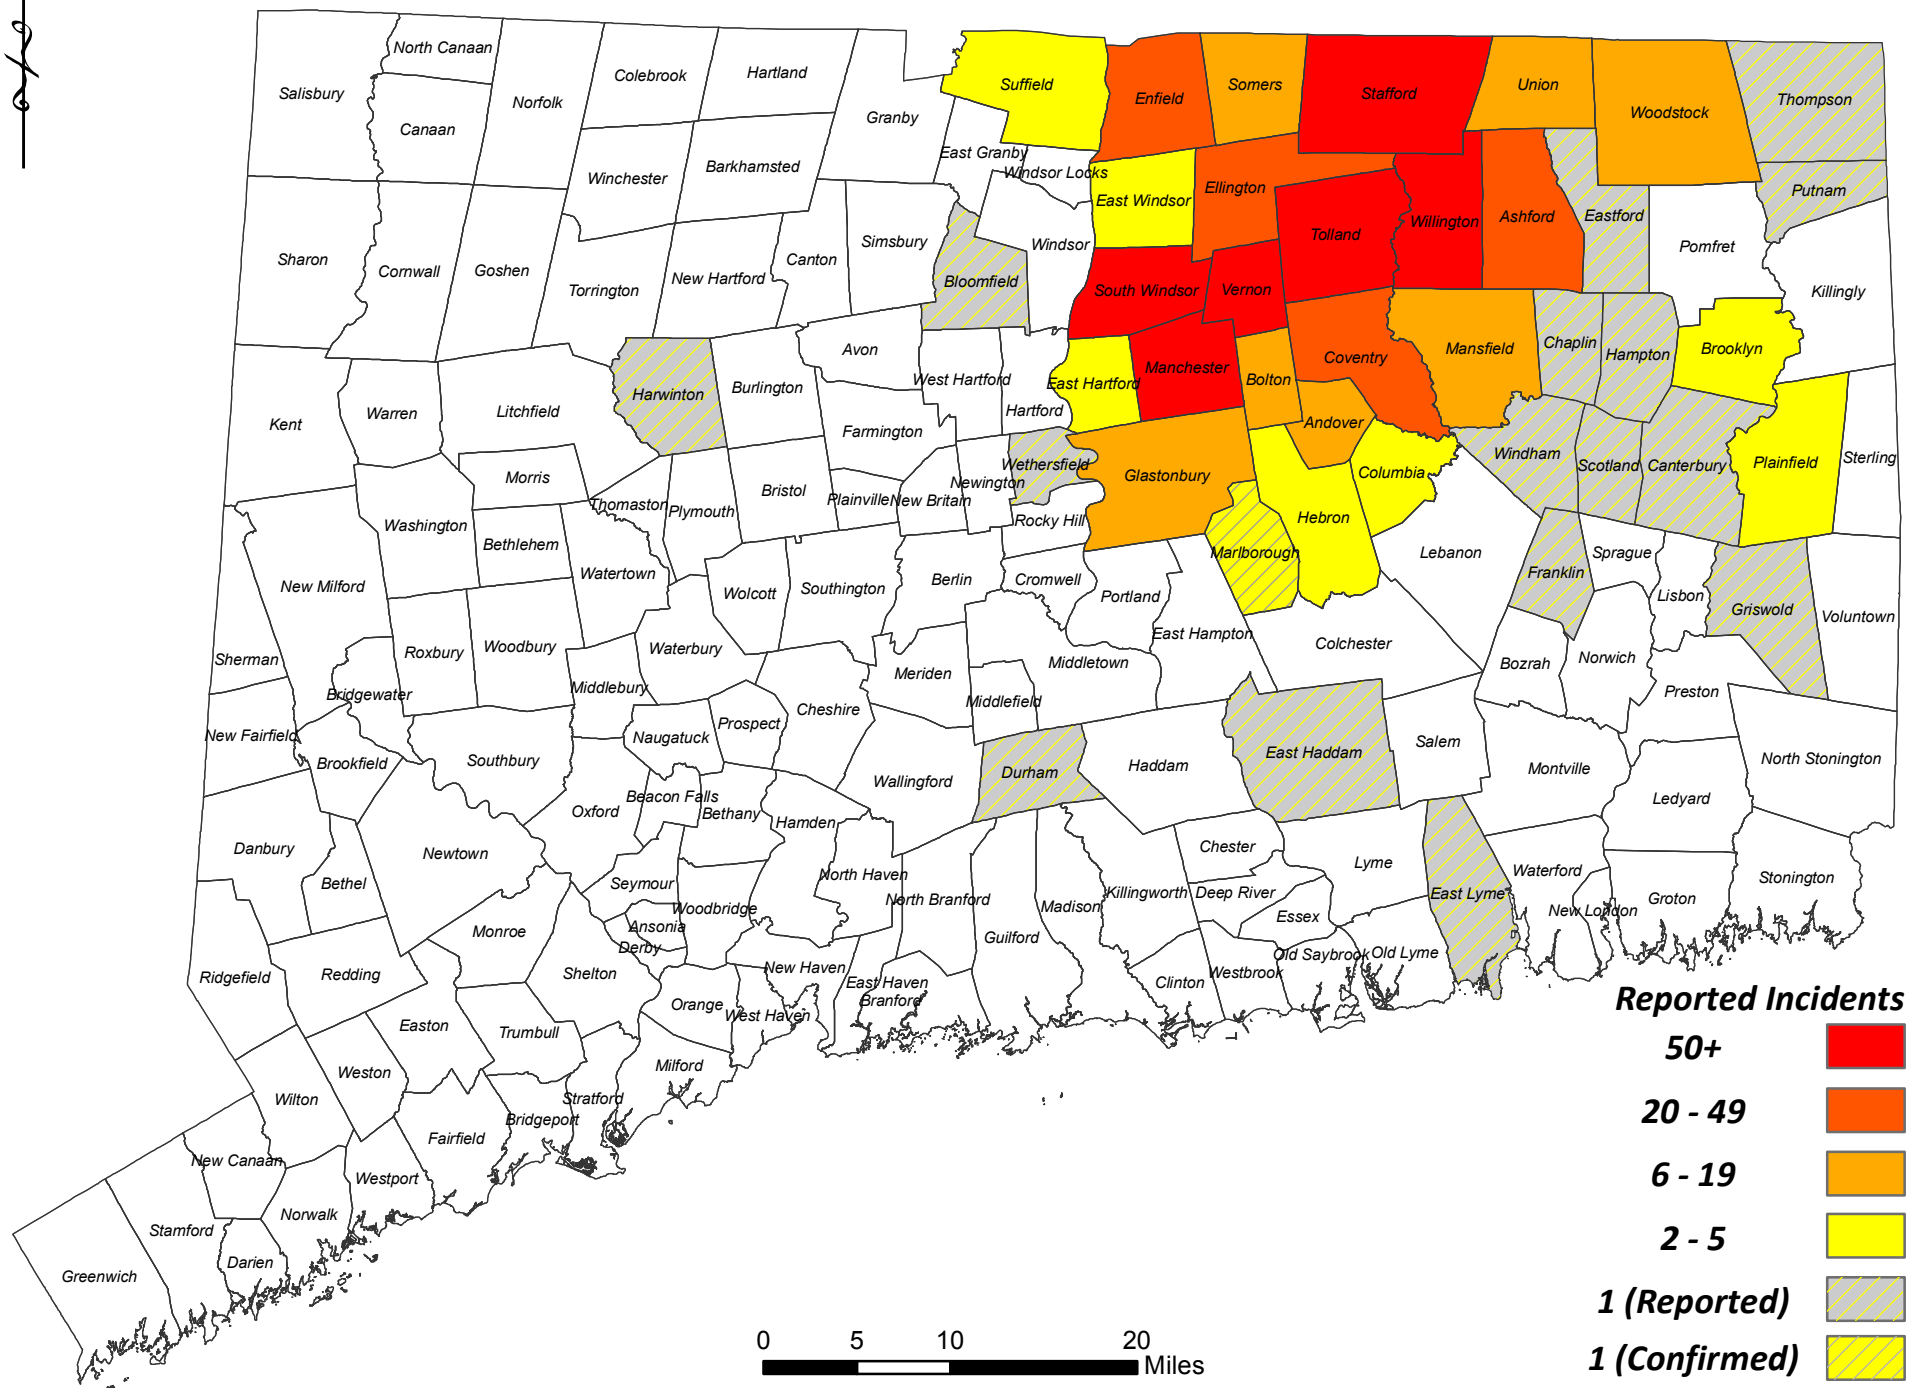 North Canaan
Colebrook
Hartland
Salisbury
Norfolk
Canaan
Granby
Suffield
Enfield
Somers
Stafford
Union
Woodstock
Thompson
East Granby
Windsor Locks
Winchester
Barkhamsted
East Windsor
Ellington
Willington
Ashford
Eastford
Putnam
Sharon
Cornwall
Goshen
Torrington
New Hartford
Canton
Simsbury
Bloomfield
Windsor
South Windsor
Vernon
Tolland
Pomfret
Killingly
Harwinton
Burlington
Avon
West Hartford
Hartford
East Hartford
Manchester
Bolton
Coventry
Mansfield
Chaplin
Hampton
Brooklyn
Kent
Warren
Litchfield
Farmington
Andover
Morris
Thomaston
Plymouth
Bristol
Plainville
New Britain
Newington
Wethersfield
Rocky Hill
Glastonbury
Hebron
Columbia
Windham
Scotland
Canterbury
Plainfield
Sterling
Washington
Bethlehem
Watertown
Wolcott
Southington
Berlin
Cromwell
Portland
Marlborough
Lebanon
Franklin
Sprague
Lisbon
Griswold
Voluntown
New Milford
Sherman
Bridgewater
Roxbury
Woodbury
Middlebury
Waterbury
Meriden
Middlefield
Middletown
East Hampton
Colchester
Bozrah
Norwich
Preston
New Fairfield
Brookfield
Southbury
Naugatuck
Prospect
Cheshire
Wallingford
Durham
Haddam
East Haddam
Salem
Montville
Ledyard
North Stonington
Oxford
Beacon Falls
Bethany
Hamden
Danbury
Bethel
Newtown
Seymour
Woodbridge
Ansonia
Derby
North Haven
North Branford
Guilford
Madison
Killingworth
Chester
Deep River
Essex
Lyme
East Lyme
Waterford
New London
Groton
Stonington
Ridgefield
Redding
Monroe
Shelton
Orange
New Haven
West Haven
East Haven
Branford
Clinton
Westbrook
Old Saybrook
Old Lyme
Easton
Trumbull
Milford
Weston
Wilton
Stratford
Bridgeport
Fairfield
New Canaan
Westport
Norwalk
Stamford
Darien
Greenwich
Reported Incidents
50+
20 - 49
6 - 19
2 - 5
1 (Reported)
1 (Confirmed)
0 5 10 20
Miles